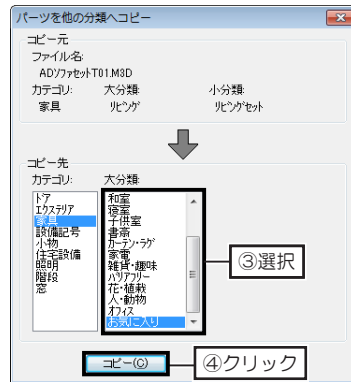 パーツを他の分類へコピー
コピー元
ファイル名:
ADソファセットT01.M3D
カテゴリ:
大分類:
小分類:
家具
リビング
リビングセット
コピー先
カテゴリ:
大分類:
ドア
エクステリア
家具
設備記号
小物
住宅設備
照明
階段
窓
和室
寝室
子供室
書斎
カーテン・ラグ
家電
雑貨・趣味
バリアフリー
花・植栽
人・動物
オフィス
お気に入り
③選択
コピー(C)
④クリック